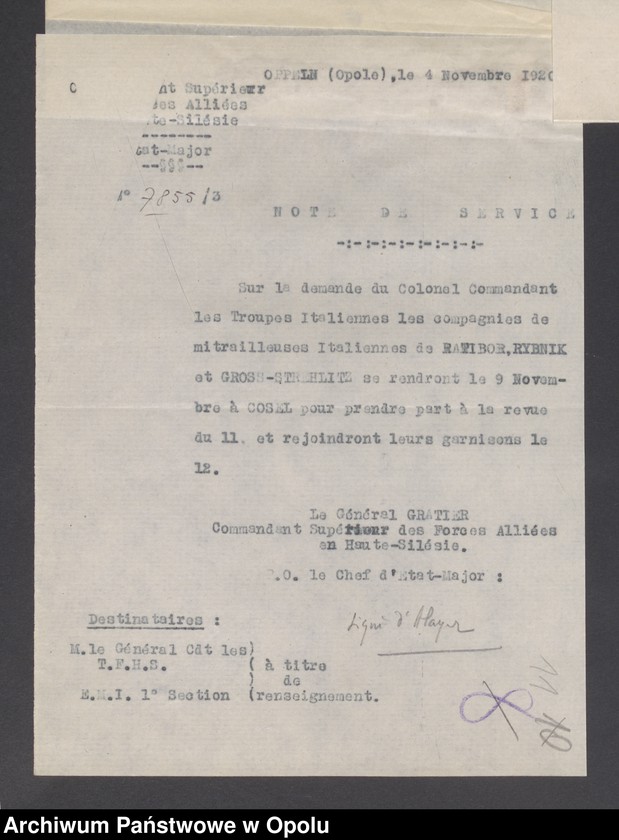 OPPELN (Opole), le 4 Novembre 1920
C nt Supérieur
des Alliées
te-Silésie
---------
tat-Major
--§§§--
N° 7855/3
NOTE DE SERVICE
-:-:-:-:-:-:-:-:-
Sur la demande du Colonel Commandant
les Troupes Italiennes les compagnies de
mitrailleuses Italiennes de RATIBOR,RYBNIK
et GROSS-STREHLITZ se rendront le 9 Novem-
bre à COSEL pour prendre part à la revue
du 11. et rejoindront leurs garnisons le
12.
Le Général GRATIER
Commandant Supérieur des Forces Alliées
en Haute-Silésie.
P.O. le Chef d'Etat-Major :
Signé d'
Destinataires :
M.le Général Cdt les)
T.F.H.S. ( à titre
) de
E.M.I. 1° Section (renseignement.
Archiwum Państwowe w Opolu